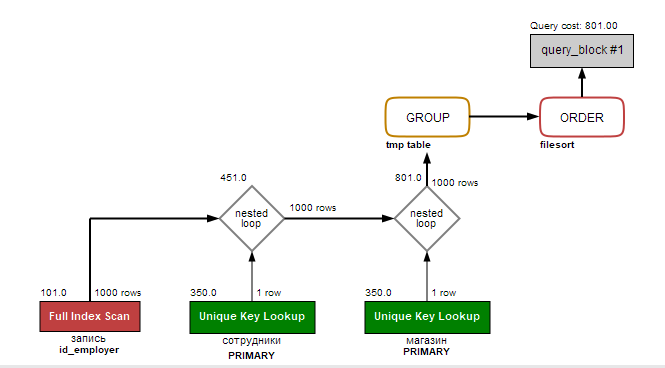 Query cost: 801.00
query_block #1
GROUP
ORDER
tmp table
filesort
451.0
801.0
1000 rows
nested
loop
1000 rows
nested
loop
101.0
1000 rows
350.0
1 row
350.0
1 row
Full Index Scan
Unique Key Lookup
Unique Key Lookup
запись
сотрудники
магазин
id_employer
PRIMARY
PRIMARY